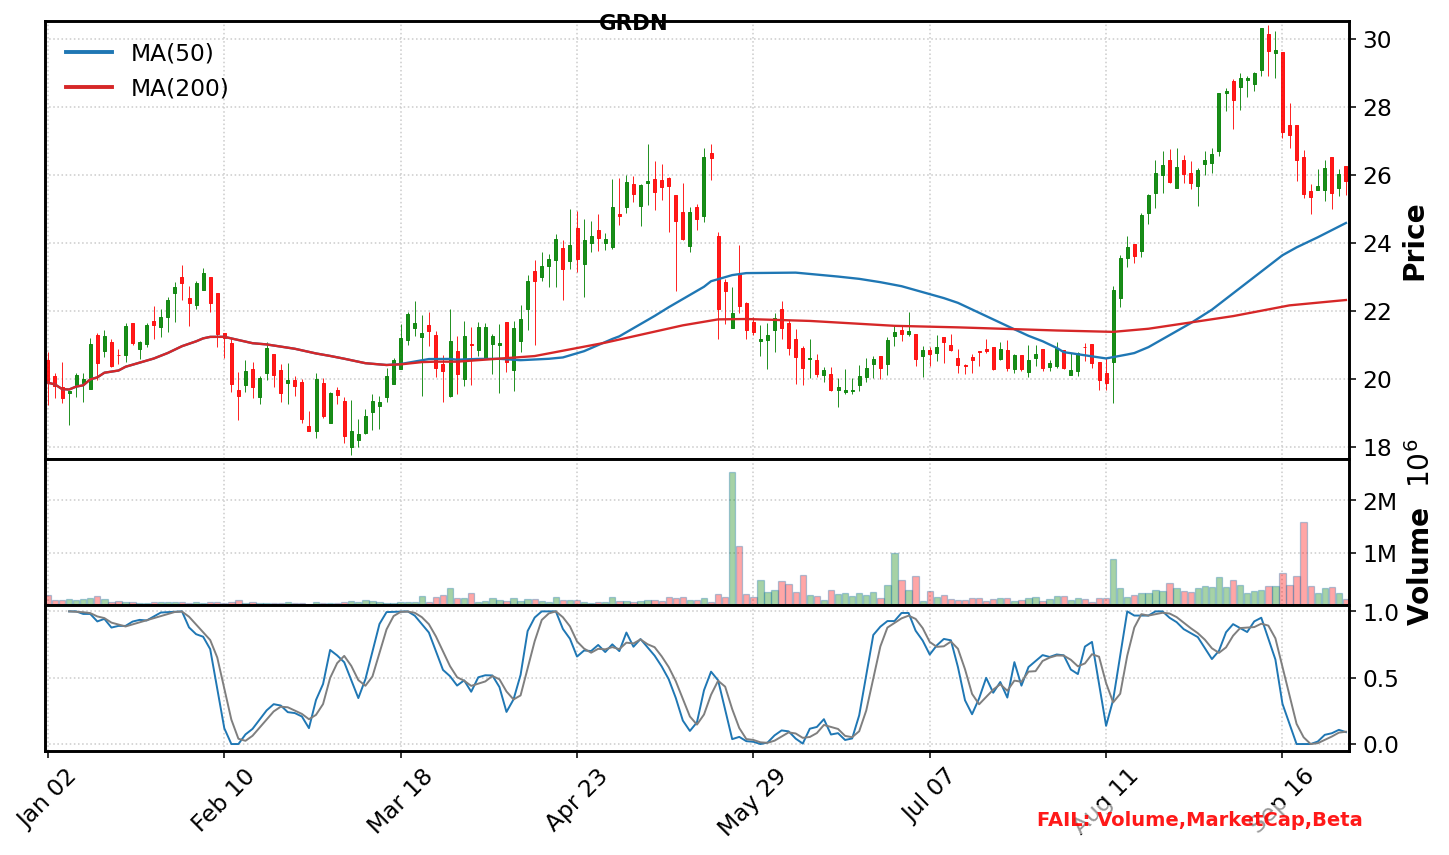 GRDN
MA(50)
MA(200)
30
28
26
24
22
20
18
Price
2M
1M
Volume 10^6
1.0
0.5
0.0
Jan 02
Feb 10
Mar 18
Apr 23
May 29
Jul 07
Aug 11
Sep 16
FAIL: Volume,MarketCap,Beta